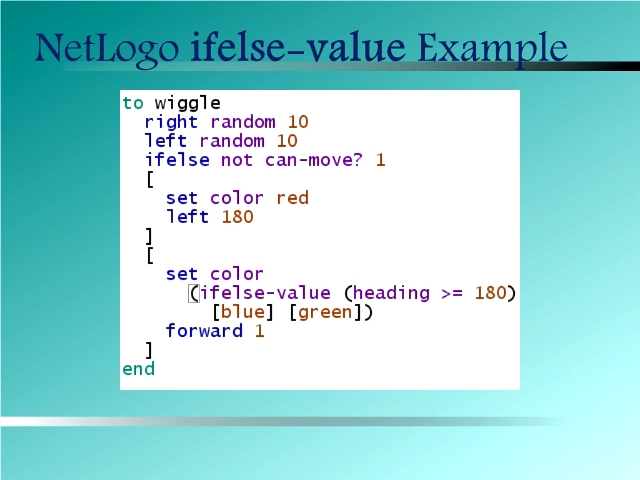 NetLogo ifelse-value Example
to wiggle
right random 10
left random 10
ifelse not can-move? 1
[
set color red
left 180
]
[
set color
(ifelse-value (heading >= 180)
[blue] [green])
forward 1
]
end